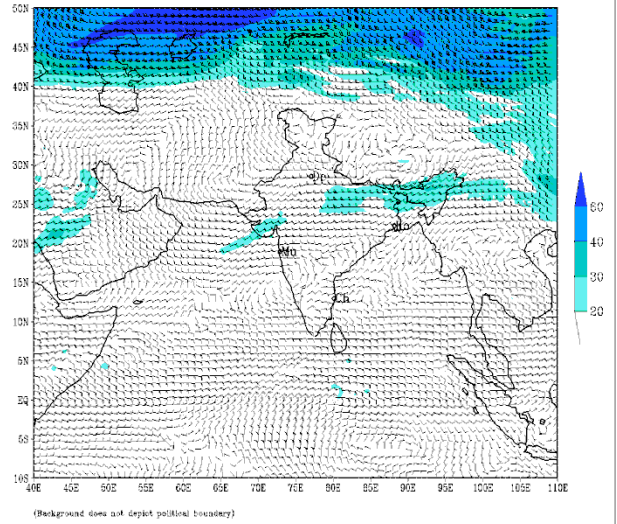 50N
45N
40N
35N
30N
25N
20N
15N
10N
5N
EQ
5S
10S
40E 45E 50E 55E 60E 65E 70E 75E 80E 85E 90E 95E 100E 105E 110E
Mu
Ch
60
40
30
20
(Background does not depict political boundary)